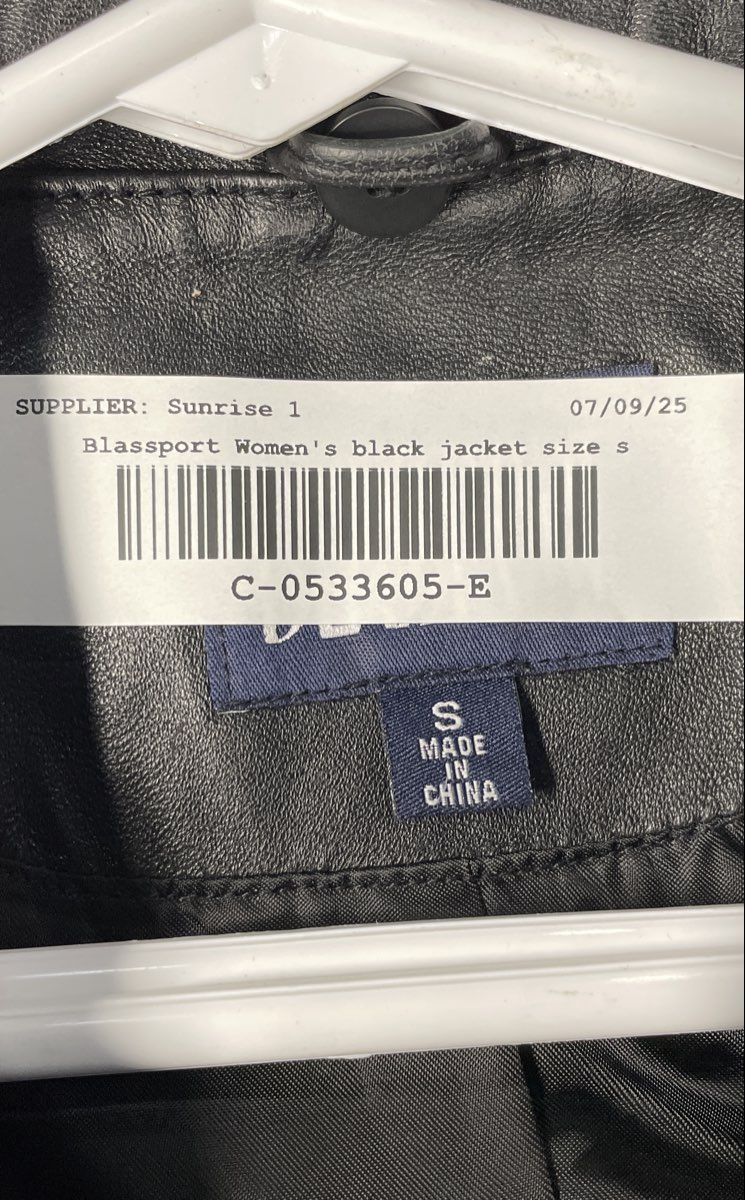 SUPPLIER: Sunrise 1 07/09/25
Blassport Women's black jacket size s
C-0533605-E
S
MADE
IN
CHINA